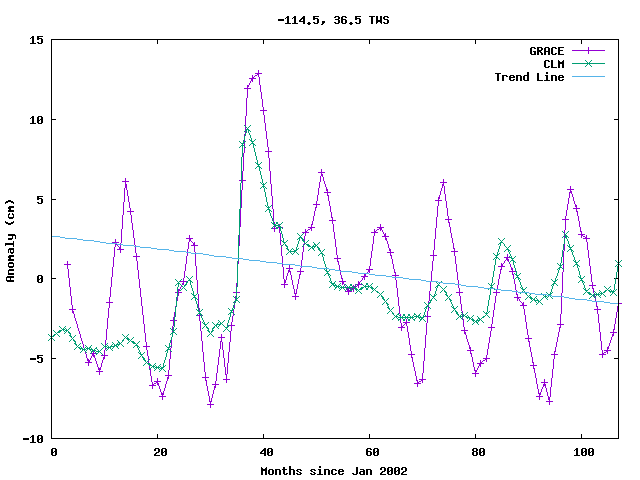 -114.5, 36.5 TWS
15
GRACE
CLM
Trend Line
10
5
0
-5
-10
Anomaly (cm)
0 20 40 60 80 100
Months since Jan 2002